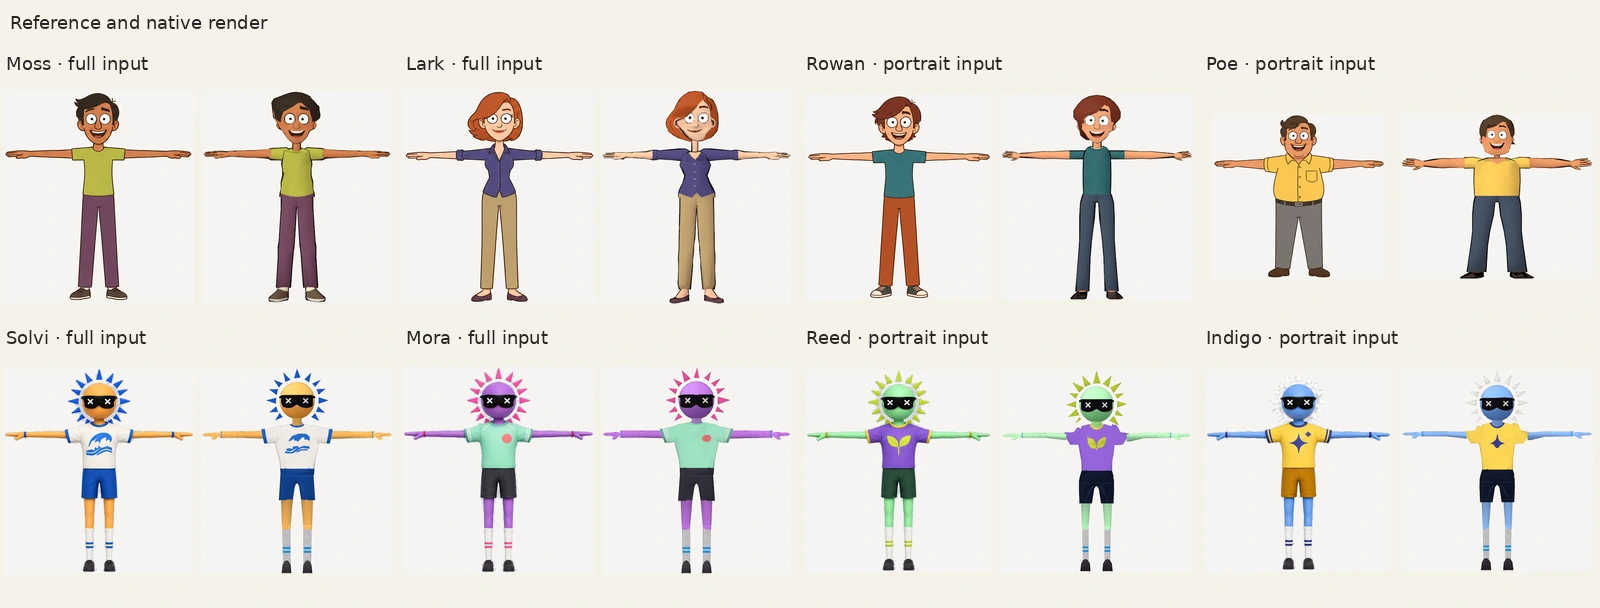 Reference and native render
Moss · full input
Lark · full input
Rowan · portrait input
Poe · portrait input
Solvi · full input
Mora · full input
Reed · portrait input
Indigo · portrait input